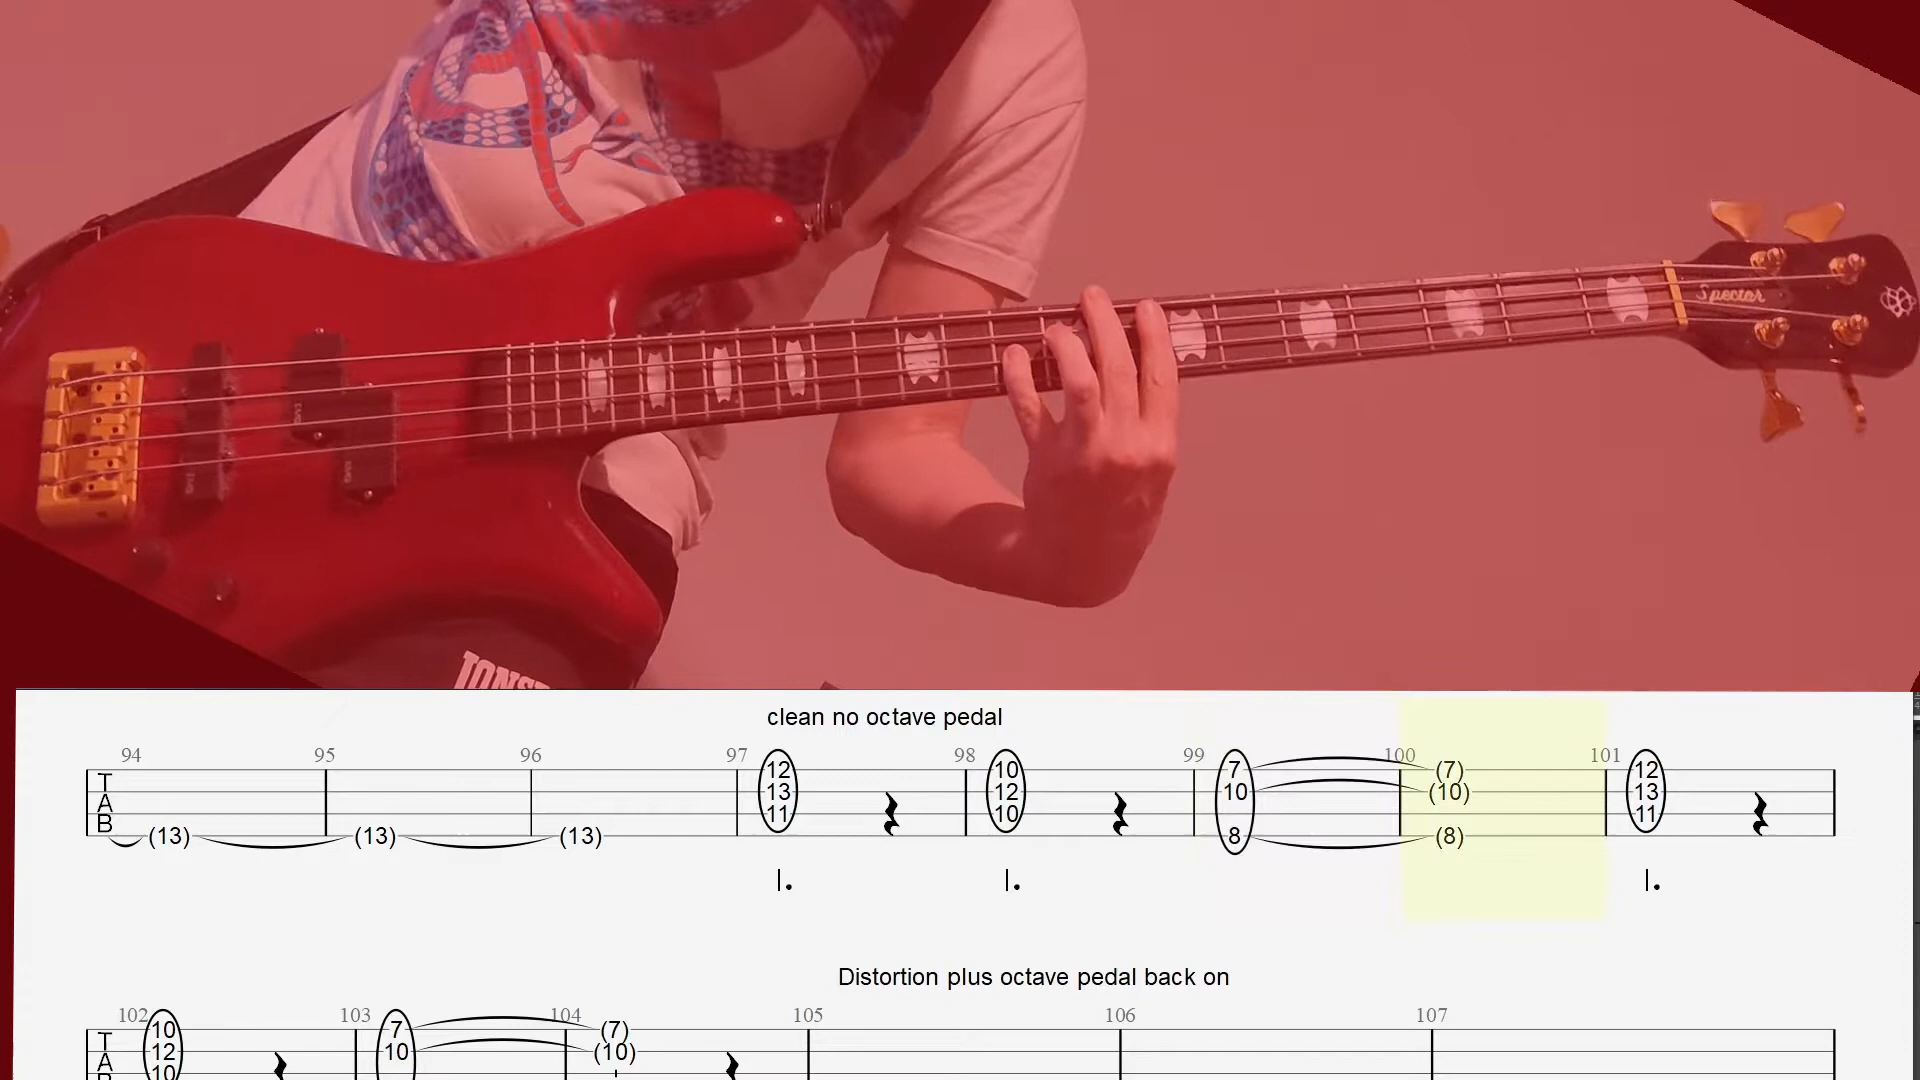 Spector
clean no octave pedal
94 95 96 97 98 99 100 101
T
A
B
12 10 7 (7) 12
13 12 10 (10) 13
11 10 11
(13) (13) (13) 8 (8)
Distortion plus octave pedal back on
102 103 104 105 106 107
T
A
B
10 7 (7)
12 10 (10)
10